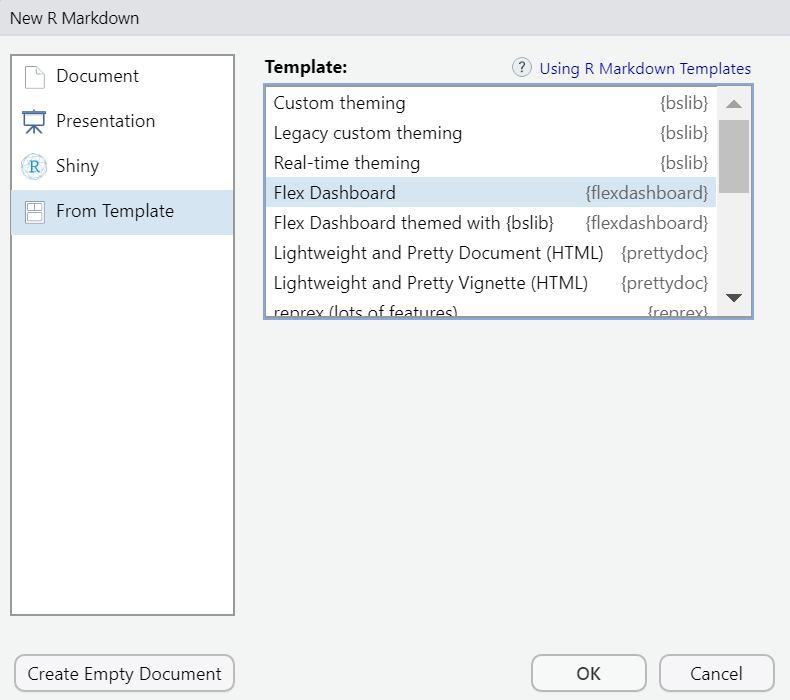 New R Markdown
Document
Presentation
R Shiny
From Template
Template:
? Using R Markdown Templates
Custom theming {bslib}
Legacy custom theming {bslib}
Real-time theming {bslib}
Flex Dashboard {flexdashboard}
Flex Dashboard themed with {bslib} {flexdashboard}
Lightweight and Pretty Document (HTML) {prettydoc}
Lightweight and Pretty Vignette (HTML) {prettydoc}
reprex (lots of features) {reprex}
Create Empty Document
OK
Cancel